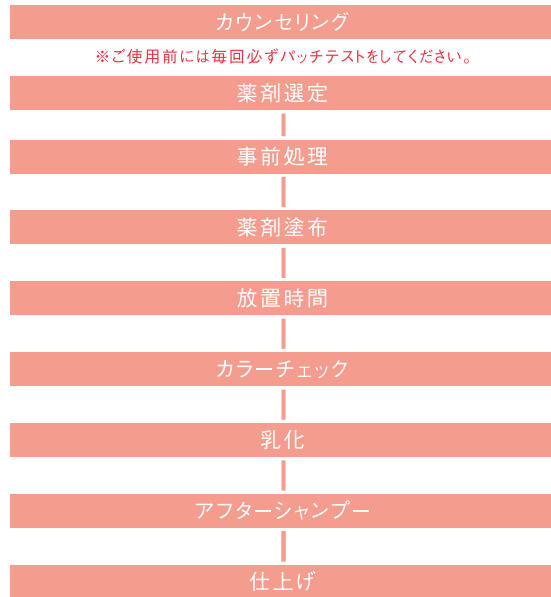 カウンセリング
※ご使用前には毎回必ずパッチテストをしてください。
薬剤選定
事前処理
薬剤塗布
放置時間
カラーチェック
乳化
アフターシャンプー
仕上げ